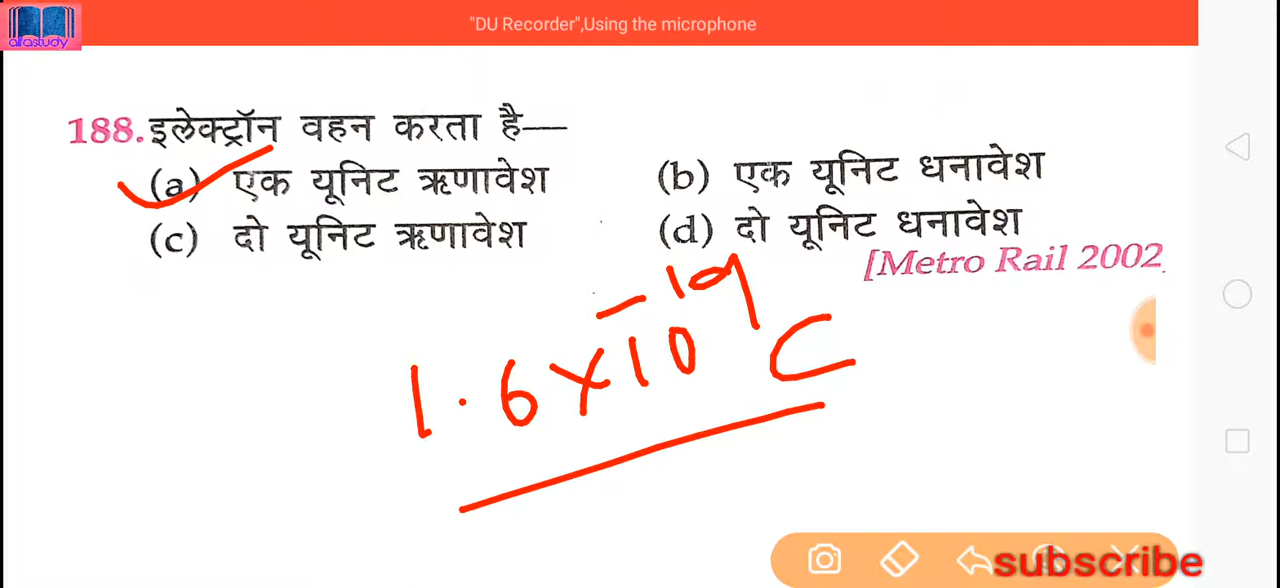 "DU Recorder",Using the microphone
alfastudy
188. इलेक्ट्रॉन वहन करता है—
(a) एक यूनिट ऋणावेश (b) एक यूनिट धनावेश
(c) दो यूनिट ऋणावेश (d) दो यूनिट धनावेश
[Metro Rail 2002
1.6×10⁻¹⁹ C
subscribe